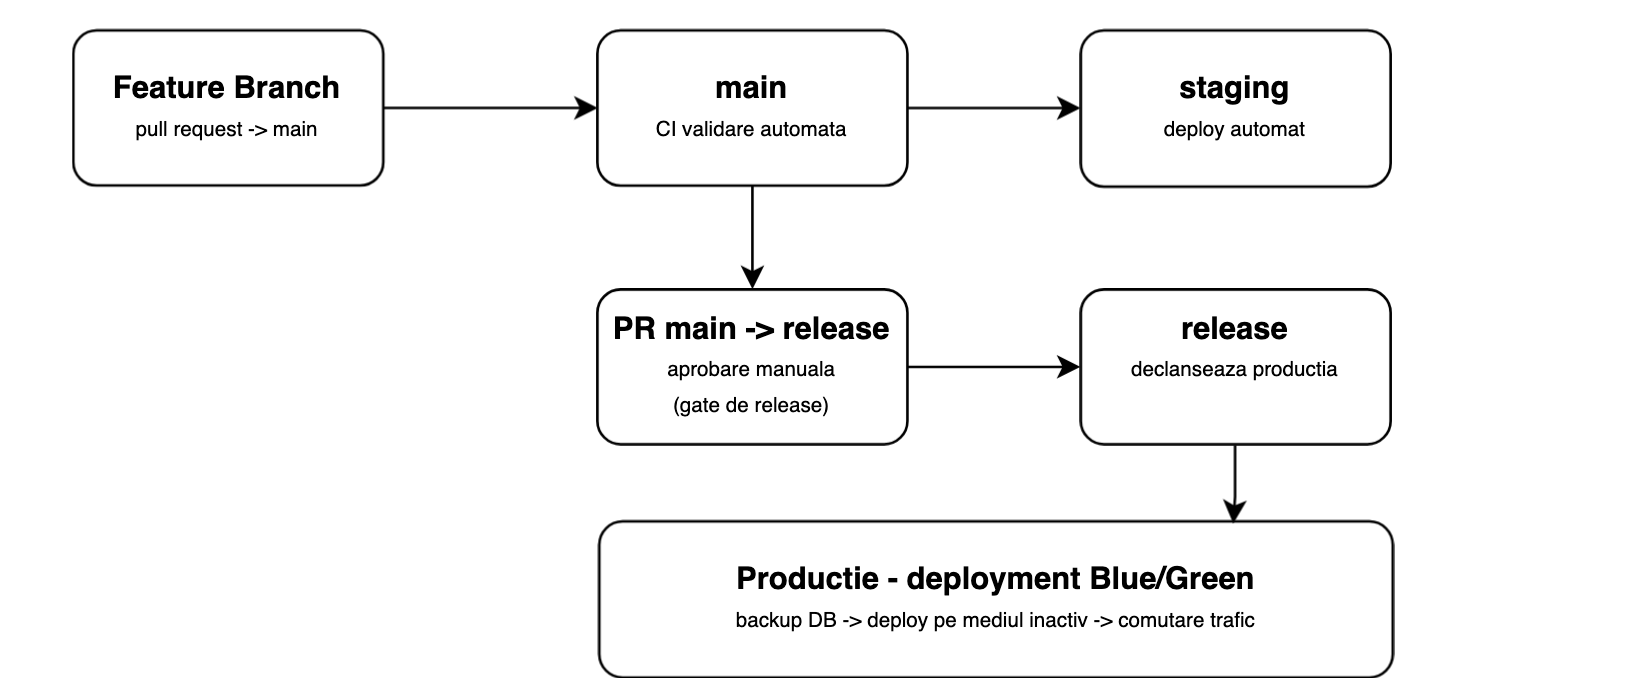 Feature Branch
pull request -> main
main
CI validare automata
staging
deploy automat
PR main -> release
aprobare manuala
(gate de release)
release
declanseaza productia
Productie - deployment Blue/Green
backup DB -> deploy pe mediul inactiv -> comutare trafic